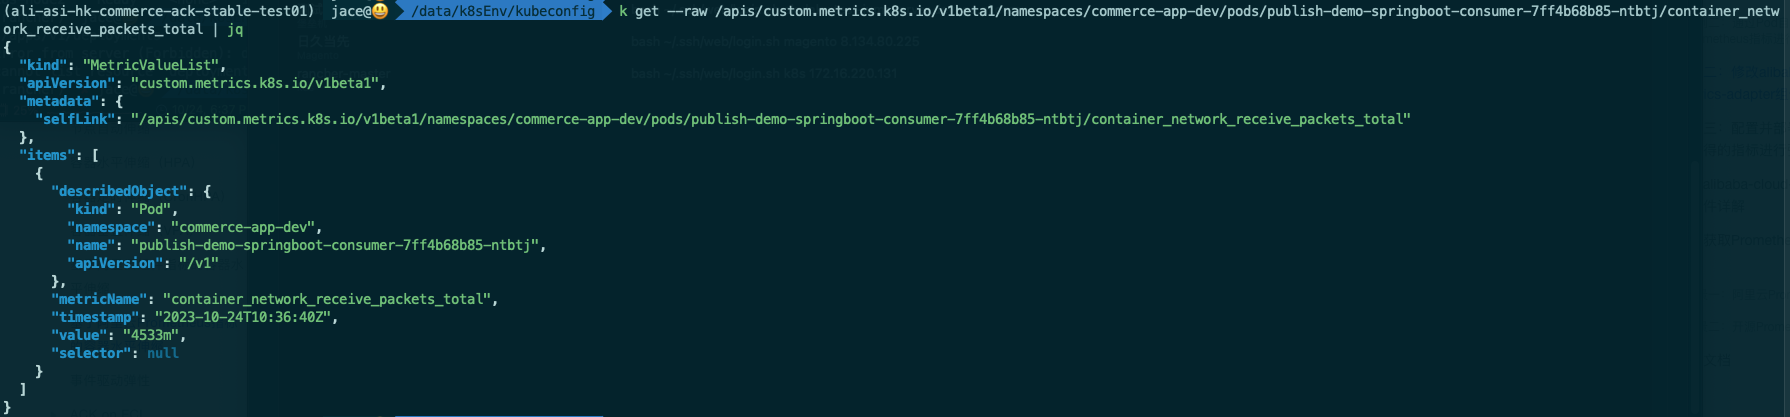 (ali-asi-hk-commerce-ack-stable-test01) jace@😃 /data/k8sEnv/kubeconfig k get --raw /apis/custom.metrics.k8s.io/v1beta1/namespaces/commerce-app-dev/pods/publish-demo-springboot-consumer-7ff4b68b85-ntbtj/container_netw
ork_receive_packets_total | jq
{
"kind": "MetricValueList",
"apiVersion": "custom.metrics.k8s.io/v1beta1",
"metadata": {
"selfLink": "/apis/custom.metrics.k8s.io/v1beta1/namespaces/commerce-app-dev/pods/publish-demo-springboot-consumer-7ff4b68b85-ntbtj/container_network_receive_packets_total"
},
"items": [
{
"describedObject": {
"kind": "Pod",
"namespace": "commerce-app-dev",
"name": "publish-demo-springboot-consumer-7ff4b68b85-ntbtj",
"apiVersion": "/v1"
},
"metricName": "container_network_receive_packets_total",
"timestamp": "2023-10-24T10:36:40Z",
"value": "4533m",
"selector": null
}
]
}